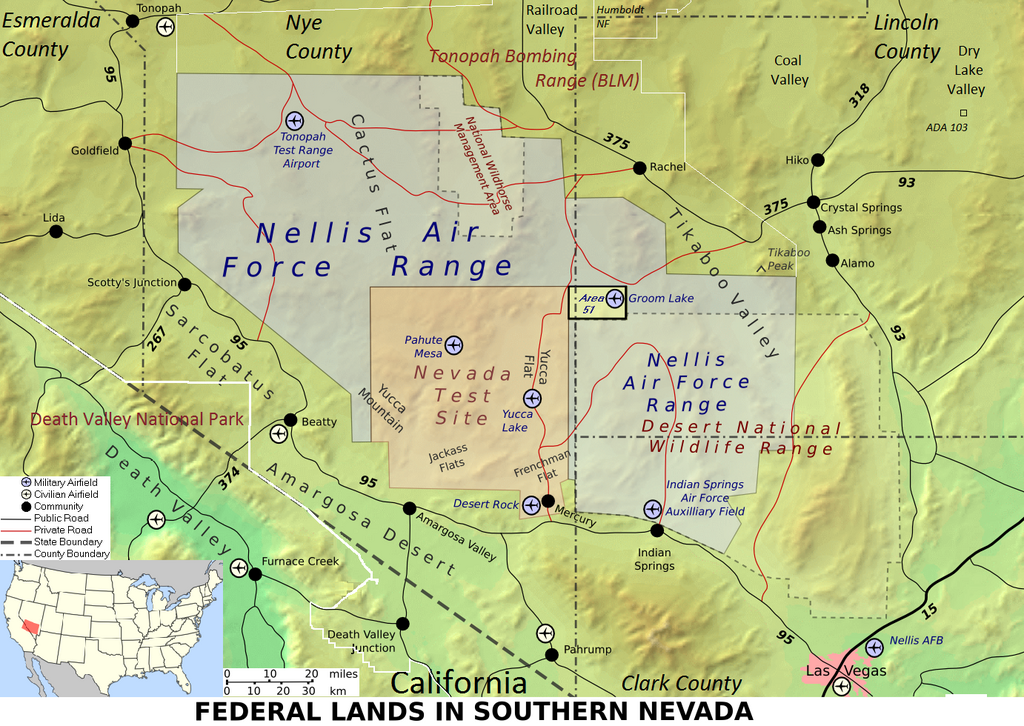 Tonopah
Esmeralda
County
Nye
County
Railroad
Valley
Humboldt
NF
Lincoln
County
Tonopah Bombing
Range (BLM)
Coal
Valley
Dry
Lake
Valley
95
318
ADA 103
Tonopah
Test Range
Airport
Cactus Flat
National Wildhorse
Management Area
375
Goldfield
Rachel
Hiko
93
375
Crystal Springs
Lida
Ash Springs
Nellis Air
Force Range
Tikaboo Valley
Tikaboo
Peak
Alamo
Scotty's Junction
Area
51
Groom Lake
267
95
Sarcobatus
Flat
93
Pahute
Mesa
Yucca
Flat
Nellis
Air Force
Range
Nevada
Test
Site
Yucca
Mountain
Yucca
Lake
Death Valley National Park
Beatty
Desert National
Wildlife Range
Jackass
Flats
Frenchman
Flat
Death Valley
374
Amargosa Desert
95
Indian Springs
Air Force
Auxilliary Field
Desert Rock
Mercury
Amargosa Valley
Indian
Springs
Military Airfield
Civilian Airfield
Community
Public Road
Private Road
State Boundary
County Boundary
Furnace Creek
15
Death Valley
Junction
95
Nellis AFB
Pahrump
Las Vegas
0 10 20 miles
0 10 20 30 km
California
Clark County
FEDERAL LANDS IN SOUTHERN NEVADA